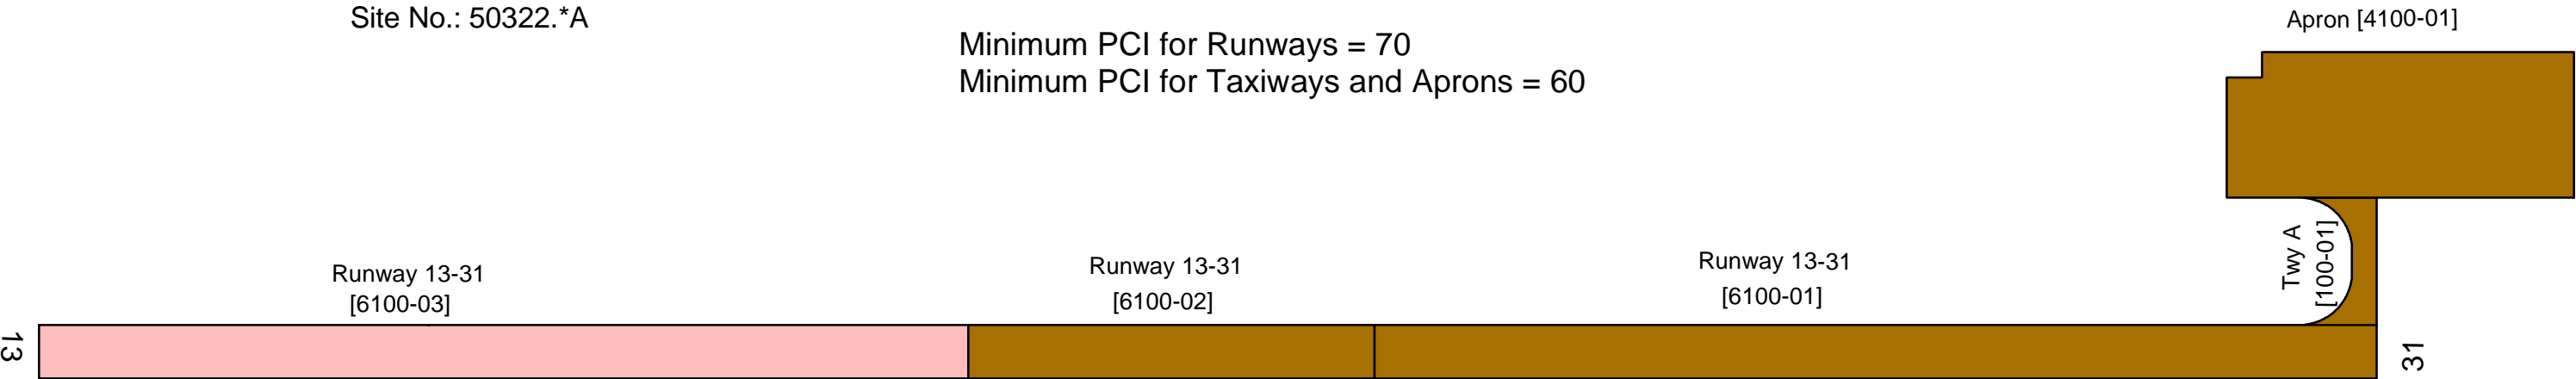 Site No.: 50322.*A
Apron [4100-01]
Minimum PCI for Runways = 70
Minimum PCI for Taxiways and Aprons = 60
Twy A
[100-01]
Runway 13-31
[6100-03]
Runway 13-31
[6100-02]
Runway 13-31
[6100-01]
13
31